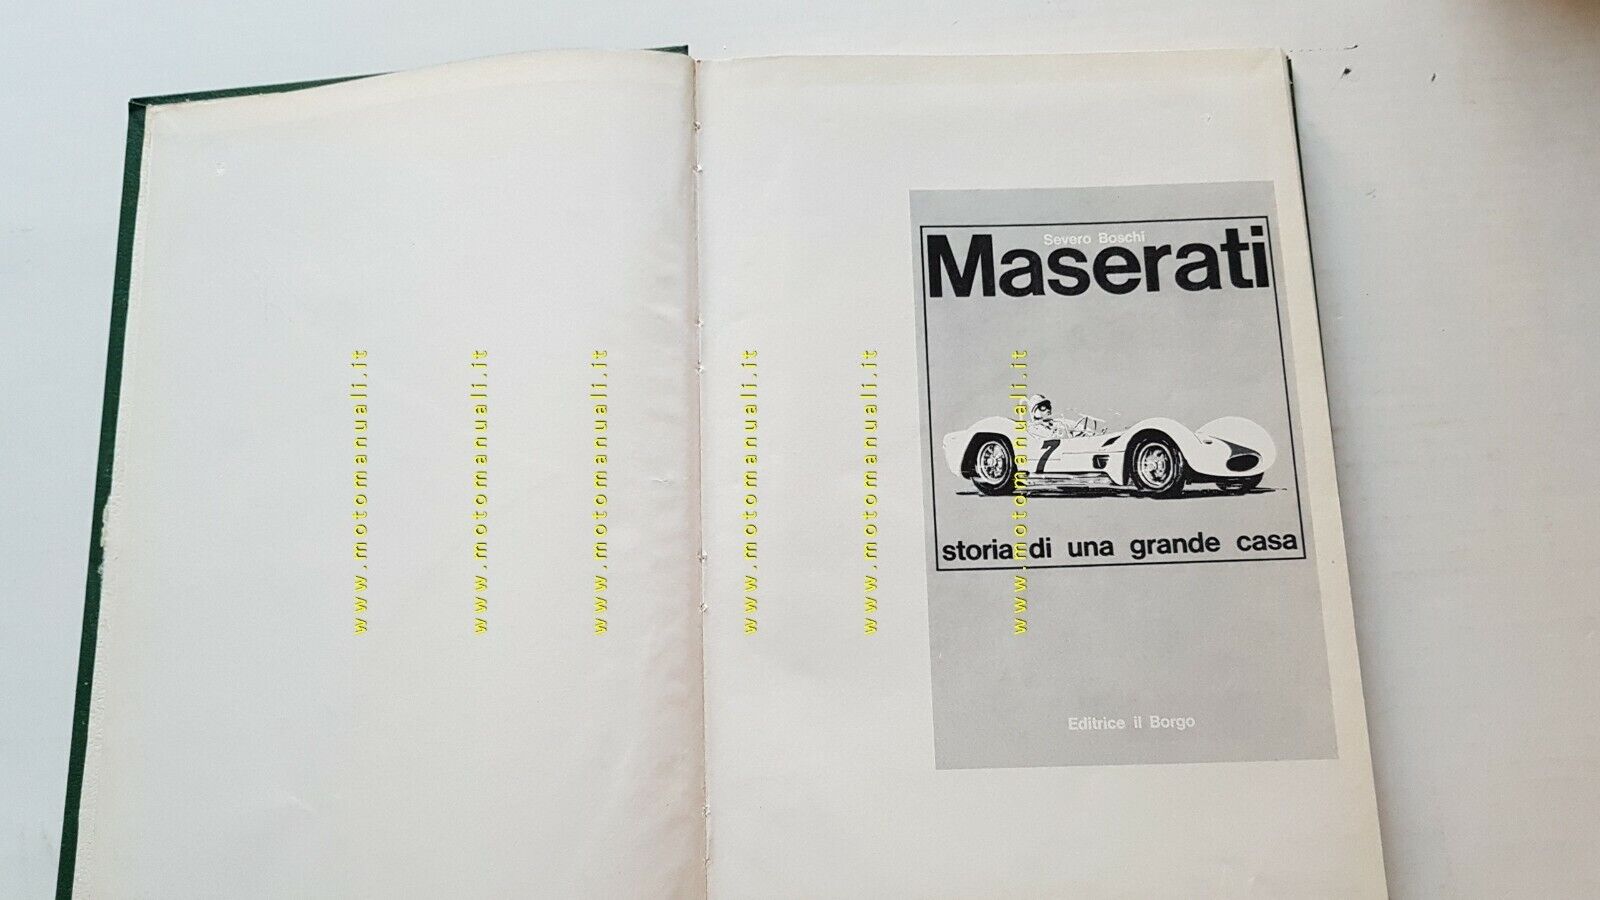 Severo Boschi
Maserati
7
storia di una grande casa
Editrice il Borgo
www.motomanuali.it
www.motomanuali.it
www.motomanuali.it
www.motomanuali.it
www.motomanuali.it
www.motomanuali.it